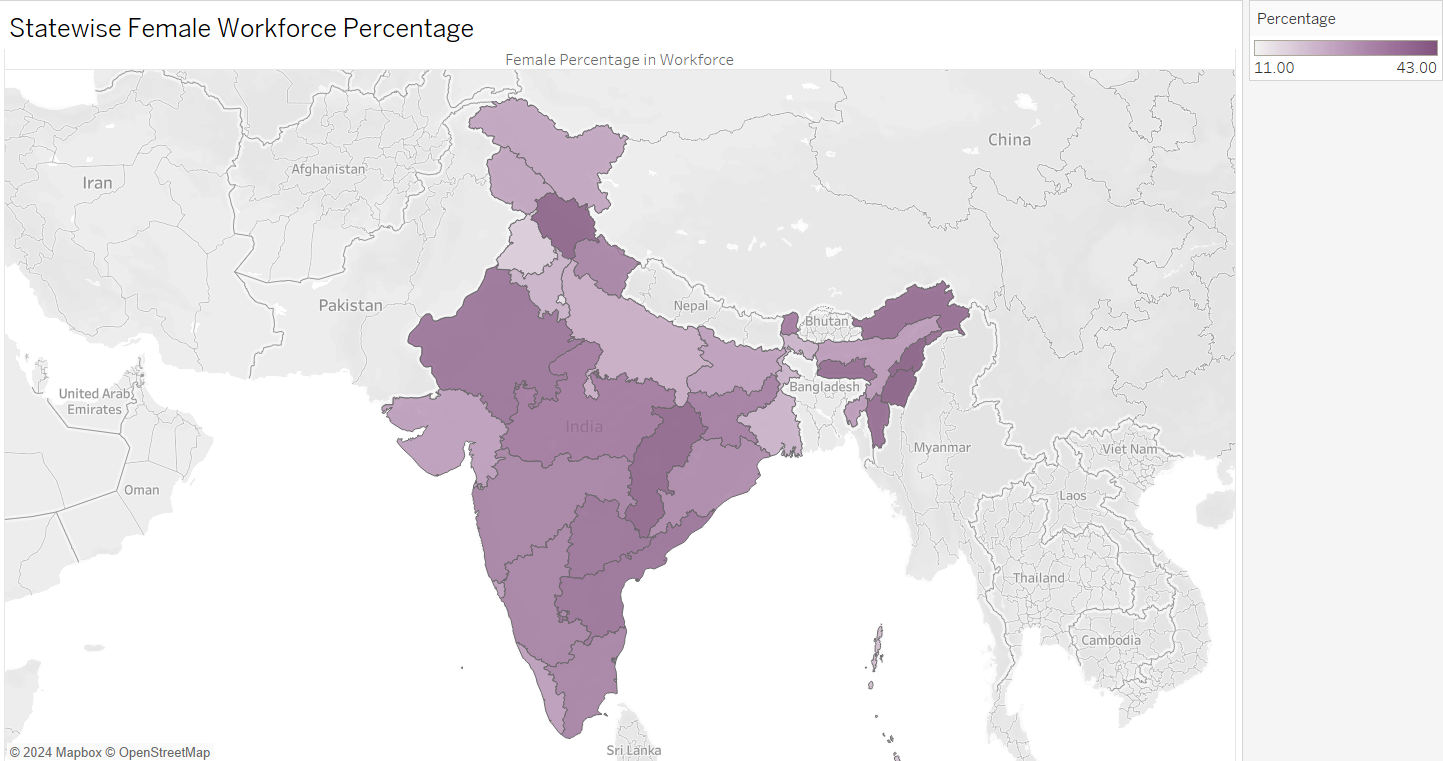 Statewise Female Workforce Percentage
Percentage
11.00 43.00
Female Percentage in Workforce
China
Afghanistan
Iran
Pakistan
Nepal
Bhutan
United Arab
Emirates
Bangladesh
India
Myanmar
Viet Nam
Oman
Laos
Thailand
Cambodia
Sri Lanka
© 2024 Mapbox © OpenStreetMap